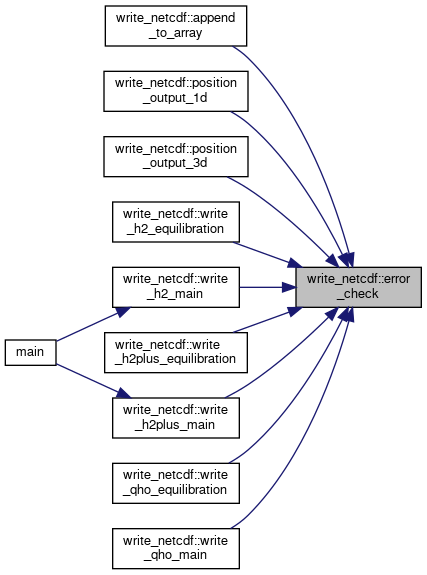 write_netcdf::append
_to_array
write_netcdf::position
_output_1d
write_netcdf::position
_output_3d
write_netcdf::write
_h2_equilibration
write_netcdf::error
_check
write_netcdf::write
_h2_main
main
write_netcdf::write
_h2plus_equilibration
write_netcdf::write
_h2plus_main
write_netcdf::write
_qho_equilibration
write_netcdf::write
_qho_main